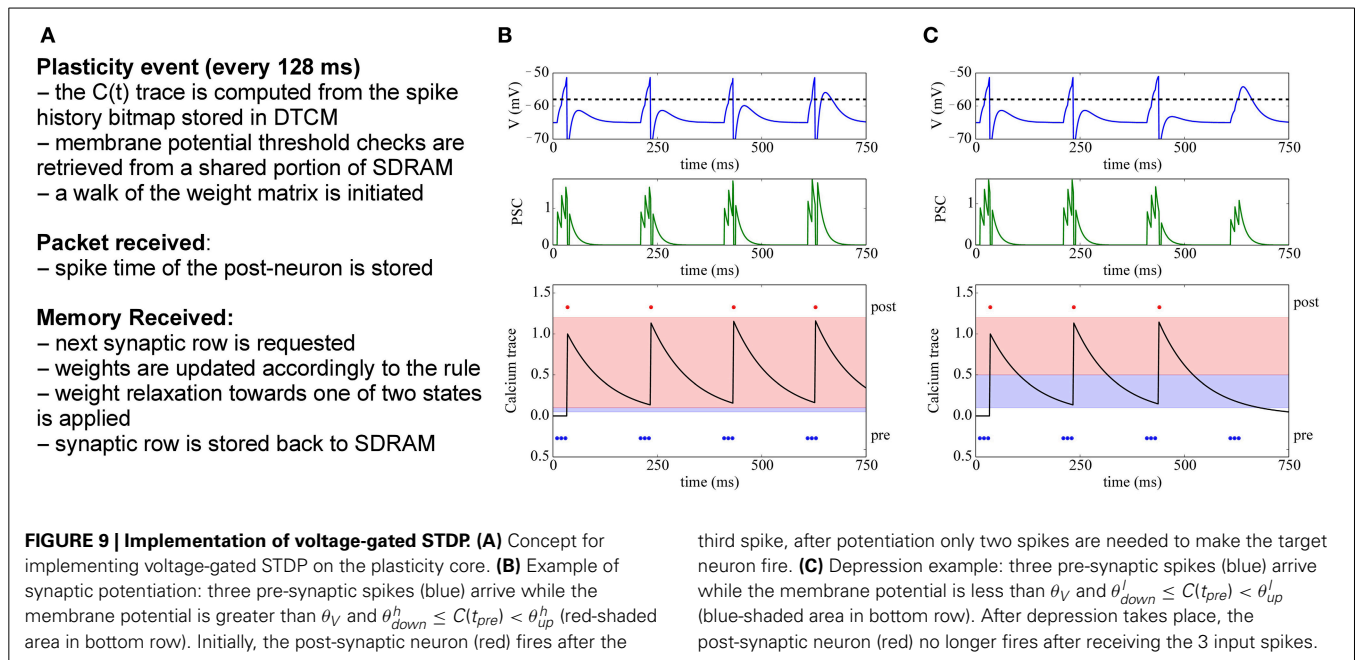 A
Plasticity event (every 128 ms)
– the C(t) trace is computed from the spike
history bitmap stored in DTCM
– membrane potential threshold checks are
retrieved from a shared portion of SDRAM
– a walk of the weight matrix is initiated
Packet received:
– spike time of the post-neuron is stored
Memory Received:
– next synaptic row is requested
– weights are updated accordingly to the rule
– weight relaxation towards one of two states
is applied
– synaptic row is stored back to SDRAM
B
V (mV)
-50
-60
-70
0 250 500 750
time (ms)
PSC
1
0
0 250 500 750
time (ms)
Calcium trace
1.5
1.0
0.5
0.0
0.5
post
pre
0 250 500 750
time (ms)
C
V (mV)
-50
-60
-70
0 250 500 750
time (ms)
PSC
1
0
0 250 500 750
time (ms)
Calcium trace
1.5
1.0
0.5
0.0
0.5
post
pre
0 250 500 750
time (ms)
FIGURE 9 | Implementation of voltage-gated STDP. (A) Concept for
implementing voltage-gated STDP on the plasticity core. (B) Example of
synaptic potentiation: three pre-synaptic spikes (blue) arrive while the
membrane potential is greater than θ_V and θ^h_down ≤ C(t_pre) < θ^h_up (red-shaded
area in bottom row). Initially, the post-synaptic neuron (red) fires after the
third spike, after potentiation only two spikes are needed to make the target
neuron fire. (C) Depression example: three pre-synaptic spikes (blue) arrive
while the membrane potential is less than θ_V and θ^l_down ≤ C(t_pre) < θ^l_up
(blue-shaded area in bottom row). After depression takes place, the
post-synaptic neuron (red) no longer fires after receiving the 3 input spikes.